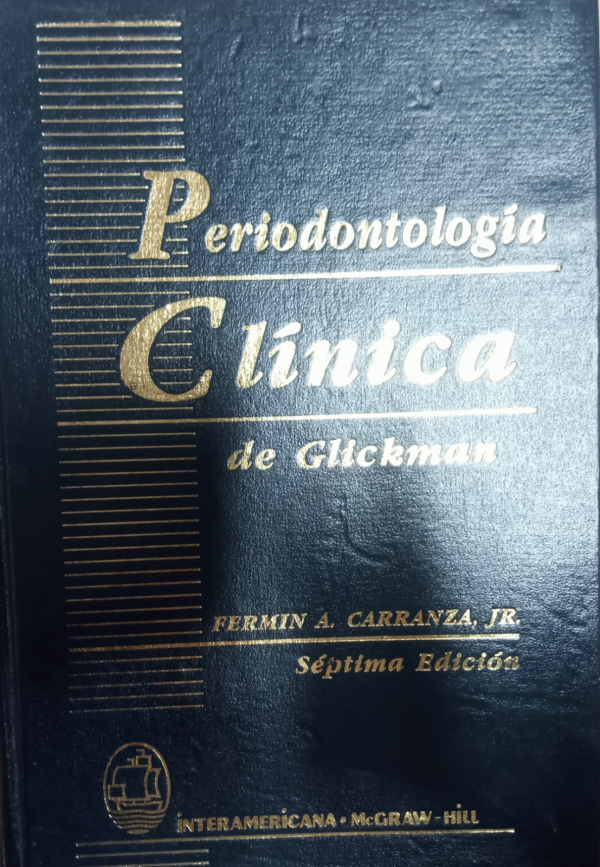 Periodontología
Clínica
de Glickman
FERMIN A. CARRANZA, JR.
Séptima Edición
INTERAMERICANA • McGRAW-HILL